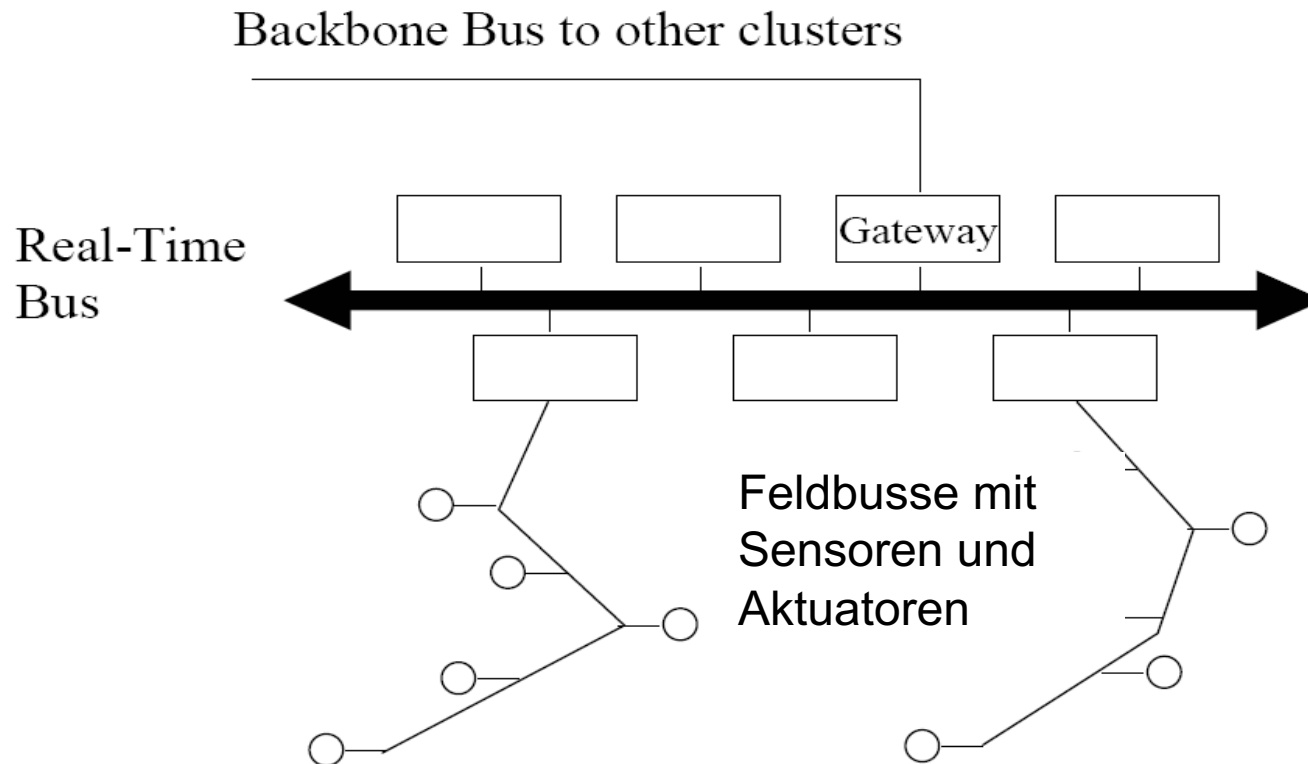 Backbone Bus to other clusters
Gateway
Real-Time
Bus
Feldbusse mit
Sensoren und
Aktuatoren